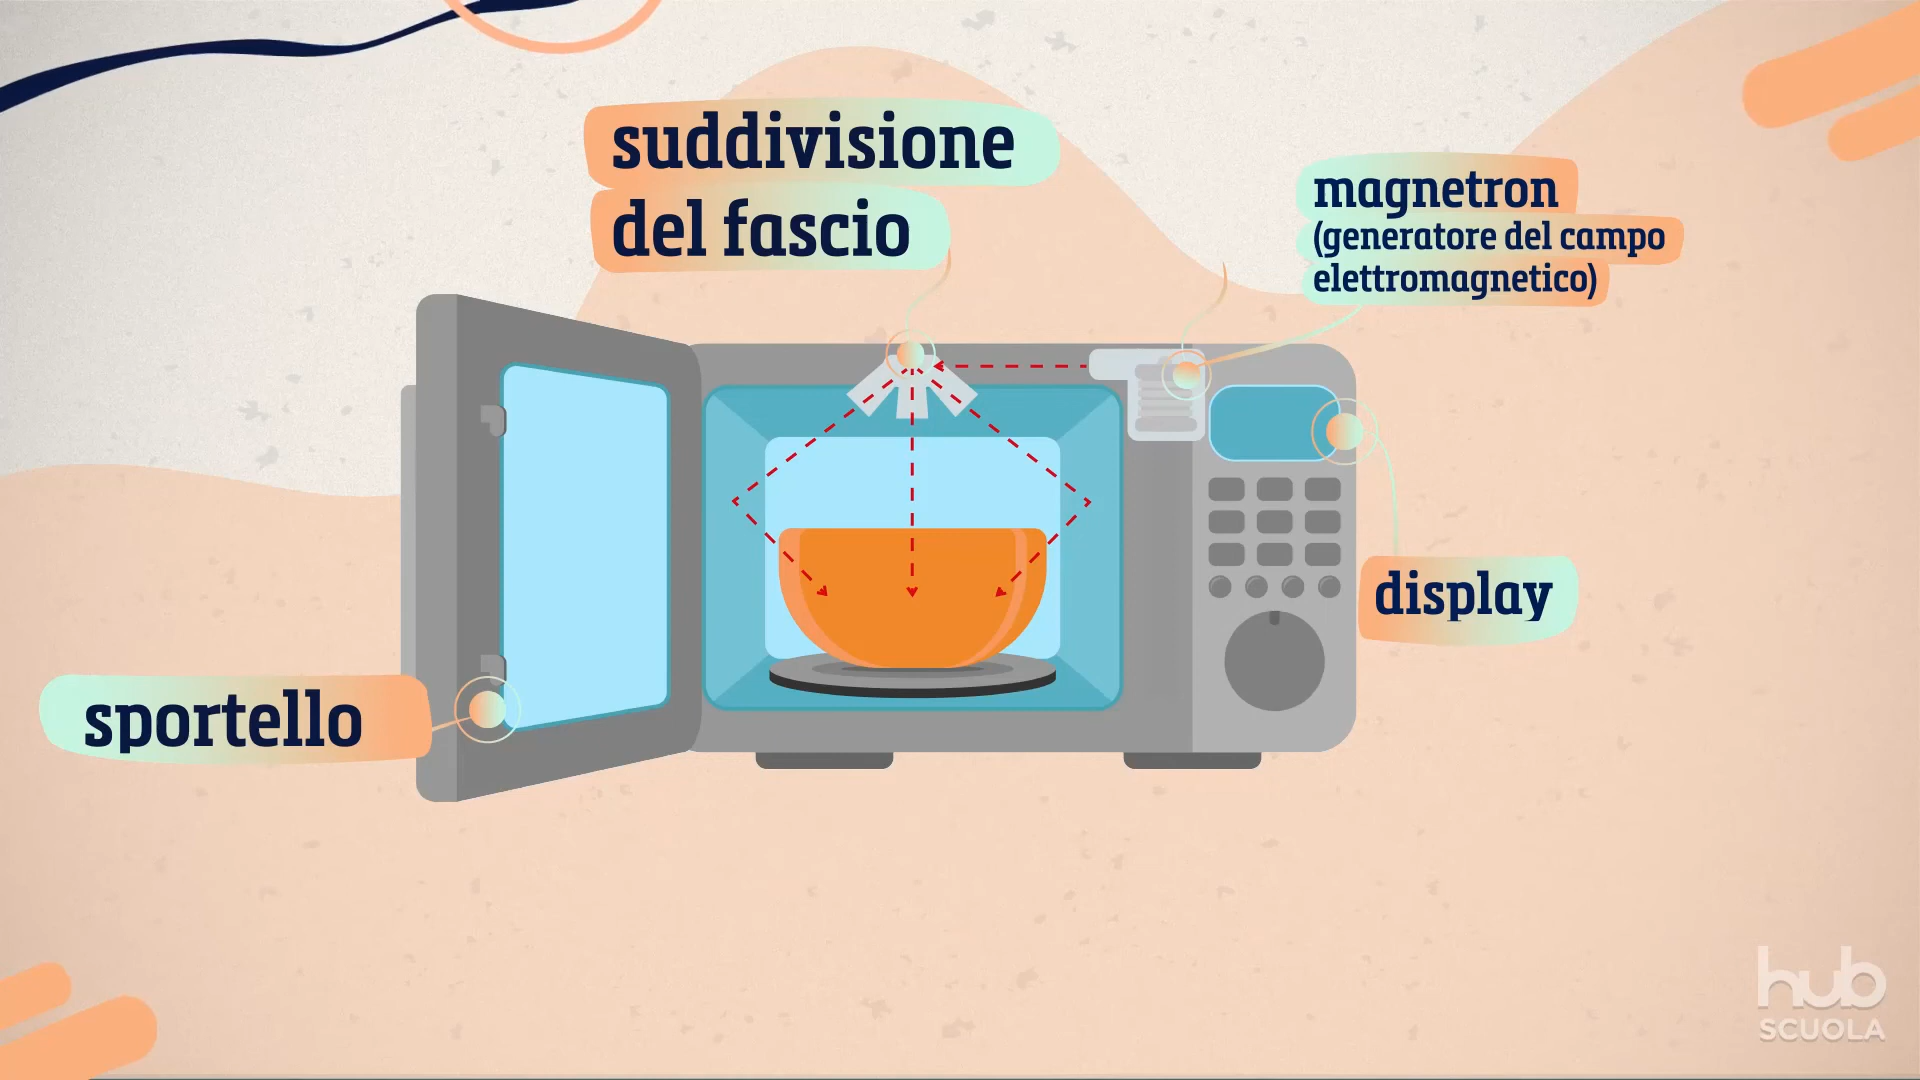 suddivisione
del fascio
magnetron
(generatore del campo
elettromagnetico)
display
sportello
hub
SCUOLA